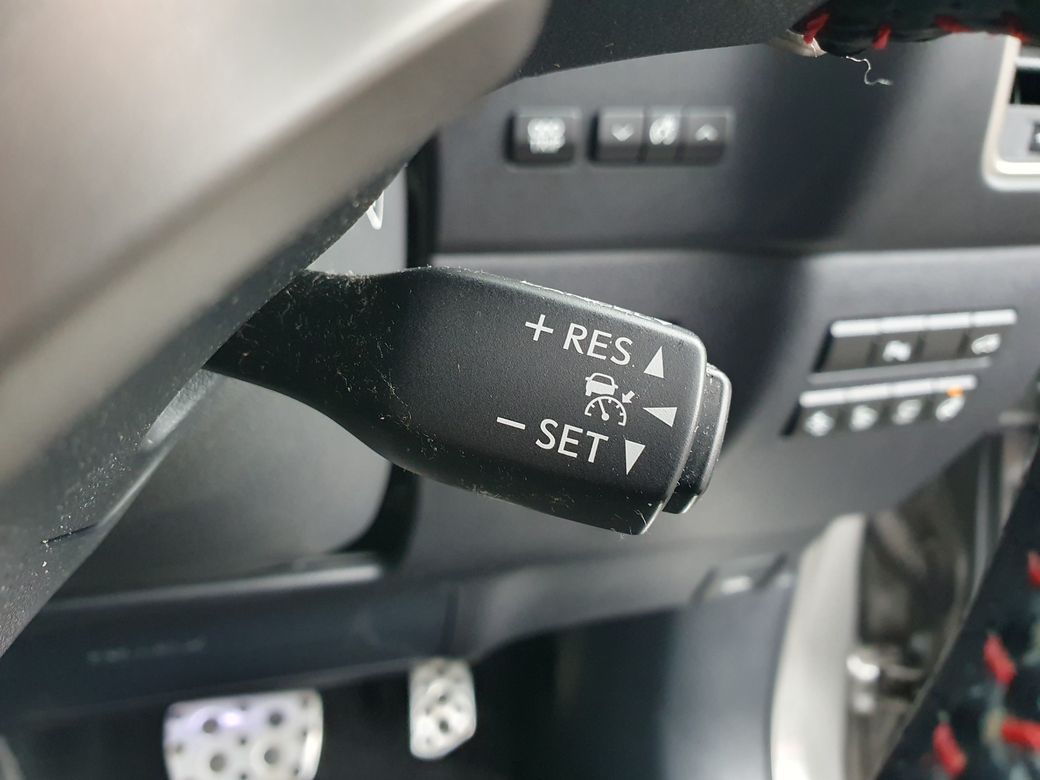 + RES
- SET